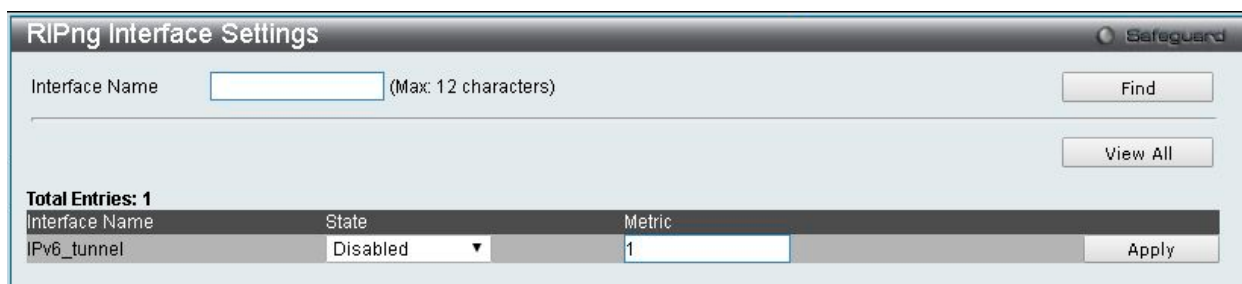 RIPng Interface Settings
Safeguard
Interface Name (Max: 12 characters) Find
View All
Total Entries: 1
Interface Name State Metric
IPv6_tunnel Disabled 1 Apply